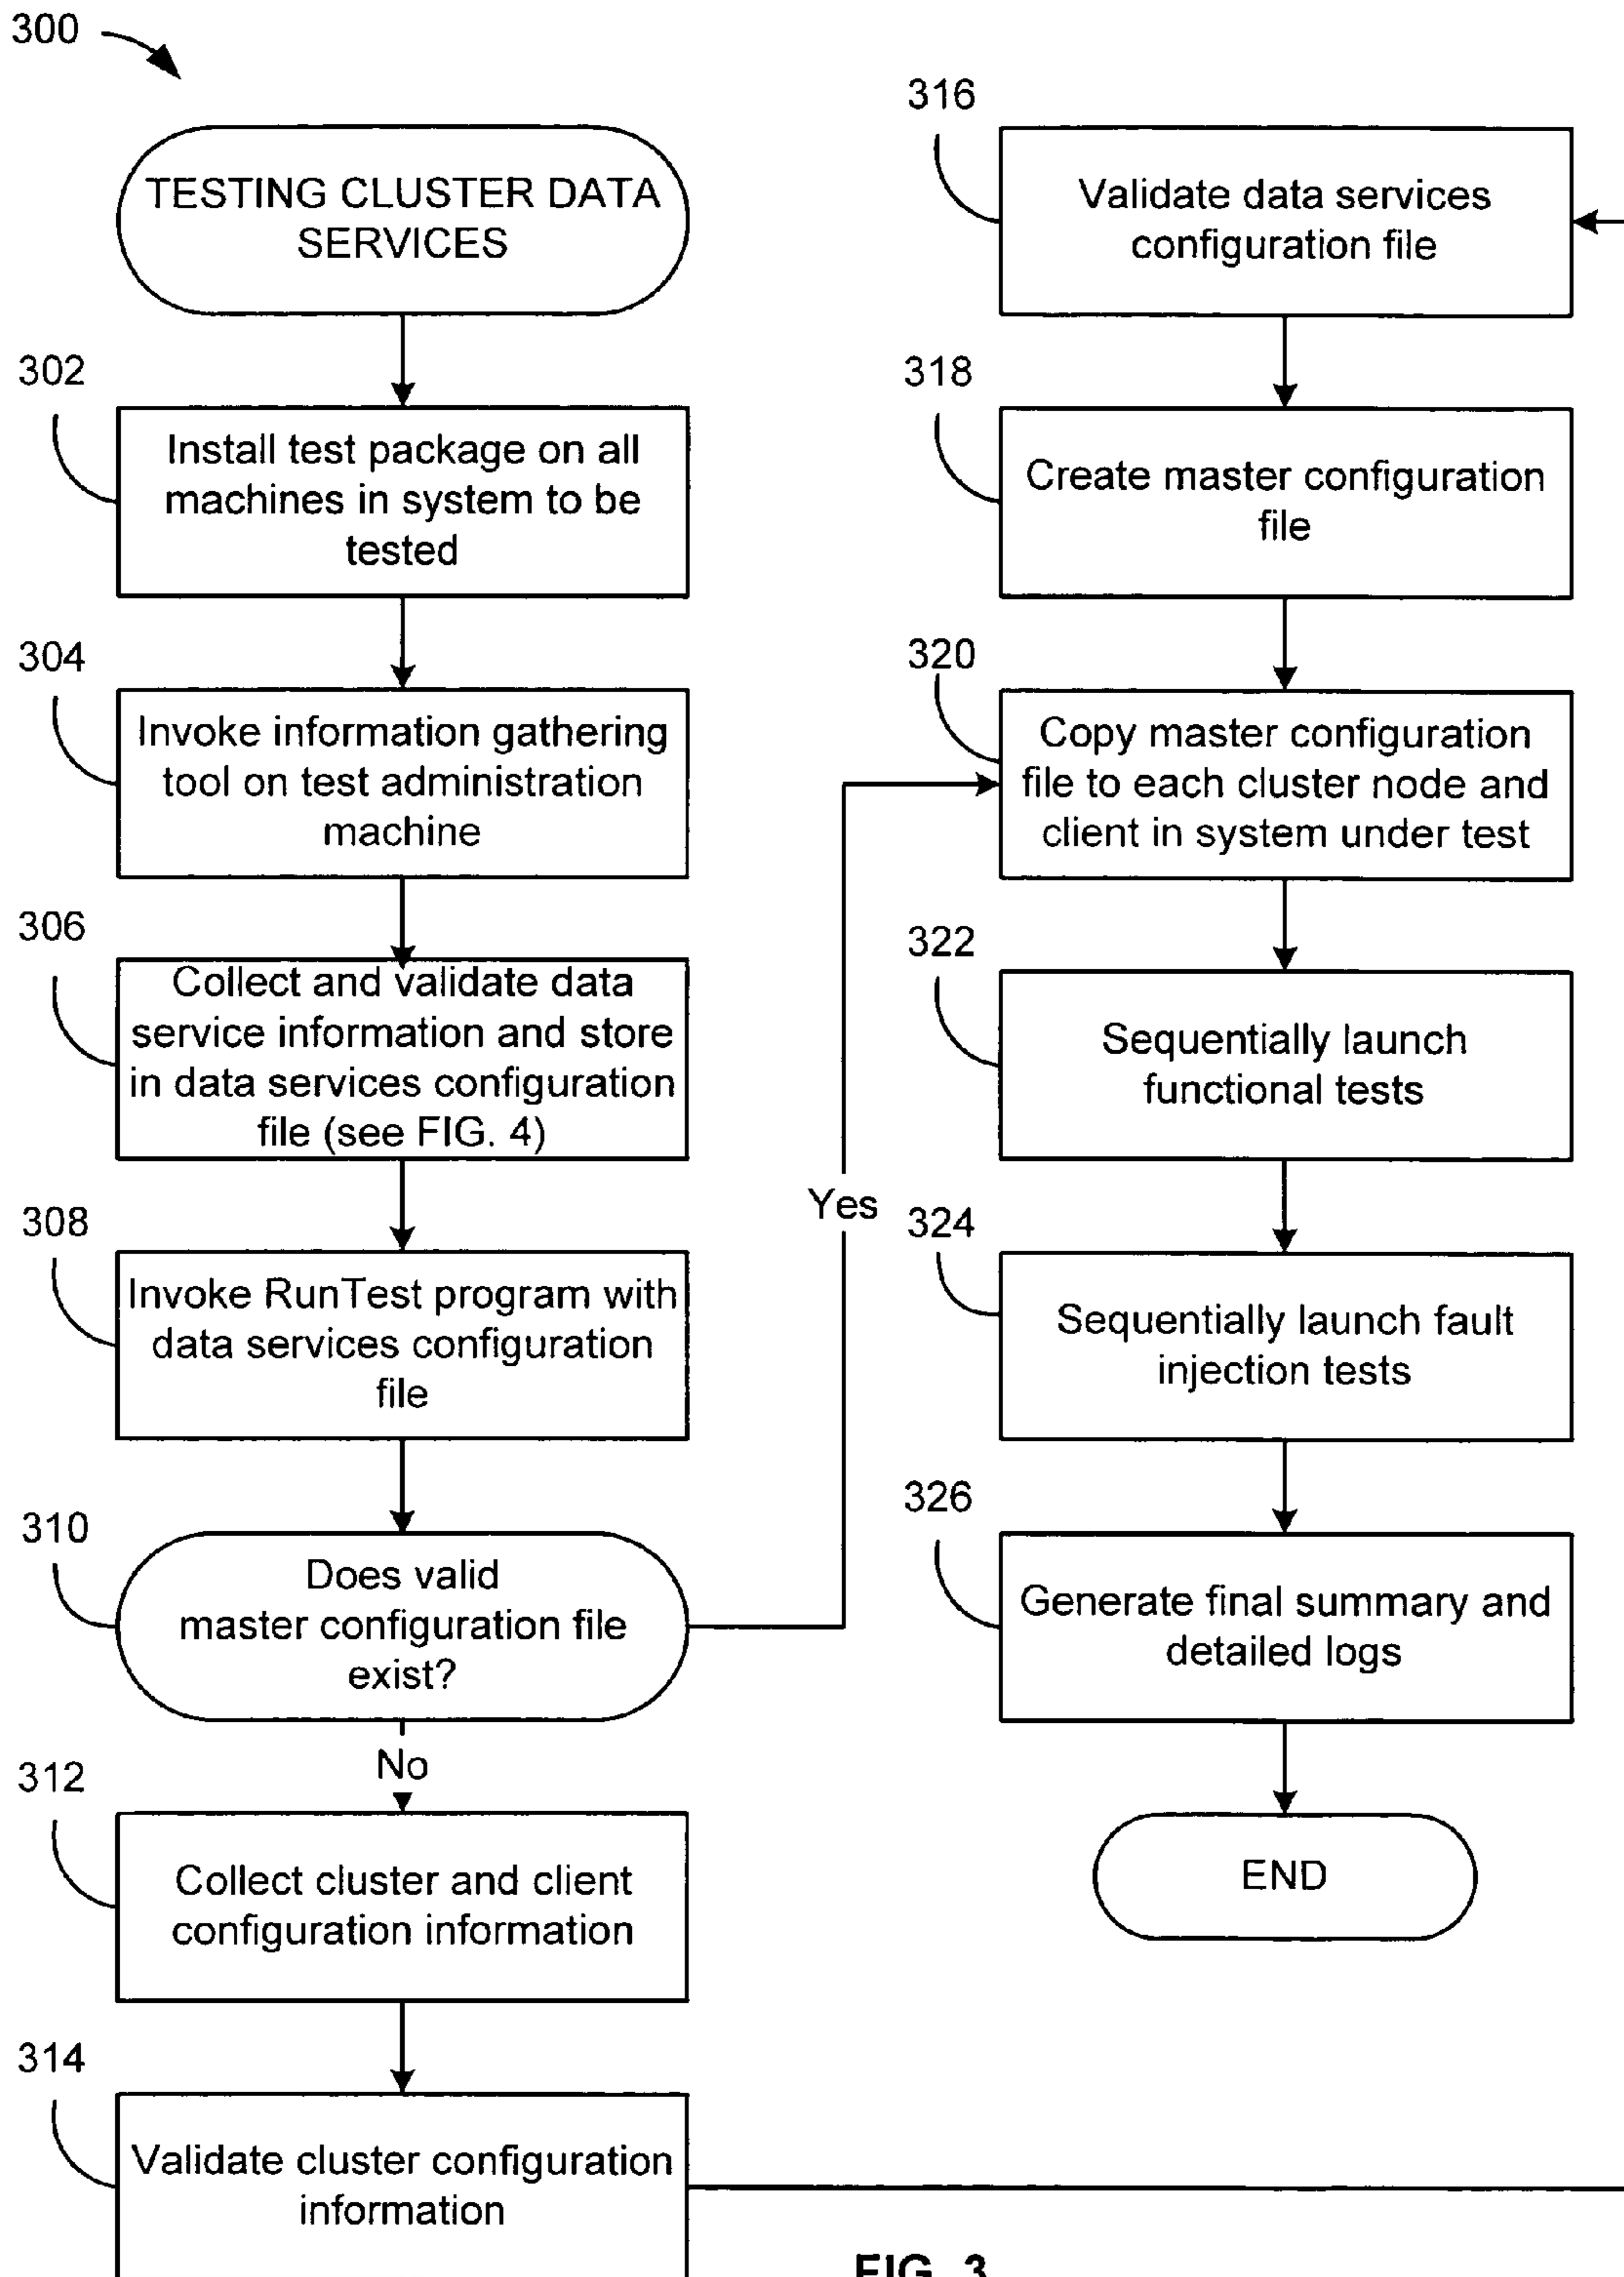 300
TESTING CLUSTER DATA
SERVICES
302
Install test package on all
machines in system to be
tested
304
Invoke information gathering
tool on test administration
machine
306
Collect and validate data
service information and store
in data services configuration
file (see FIG. 4)
308
Invoke RunTest program with
data services configuration
file
310
Does valid
master configuration file
exist?
Yes
No
312
Collect cluster and client
configuration information
314
Validate cluster configuration
information
316
Validate data services
configuration file
318
Create master configuration
file
320
Copy master configuration
file to each cluster node and
client in system under test
322
Sequentially launch
functional tests
324
Sequentially launch fault
injection tests
326
Generate final summary and
detailed logs
END
FIG. 3